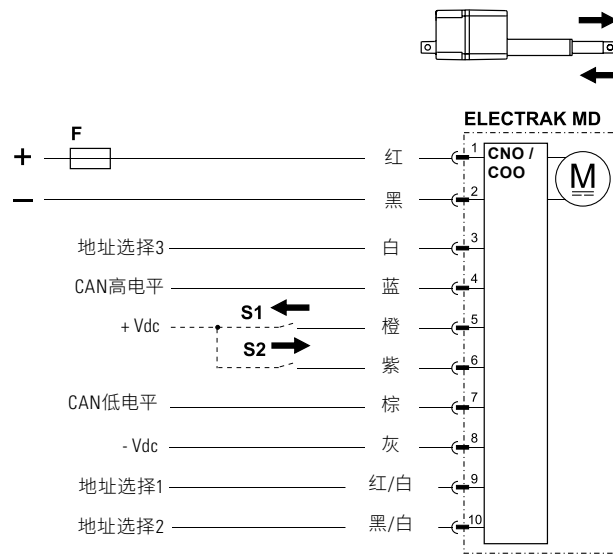 ELECTRAK MD
F
+ 红 1 CNO /
COO
M
− 黑 2
地址选择3 白 3
CAN高电平 蓝 4
S1
+ Vdc 橙 5
S2
紫 6
CAN低电平 棕 7
- Vdc 灰 8
地址选择1 红/白 9
地址选择2 黑/白 10